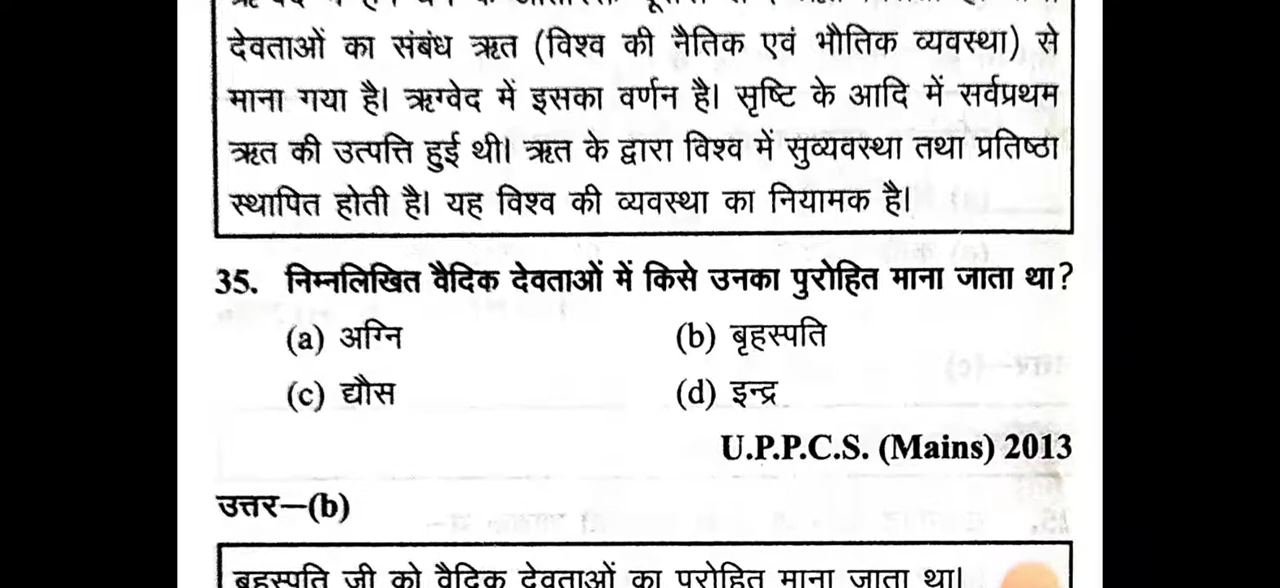 देवताओं का संबंध ऋत (विश्व की नैतिक एवं भौतिक व्यवस्था) से
माना गया है। ऋग्वेद में इसका वर्णन है। सृष्टि के आदि में सर्वप्रथम
ऋत की उत्पत्ति हुई थी। ऋत के द्वारा विश्व में सुव्यवस्था तथा प्रतिष्ठा
स्थापित होती है। यह विश्व की व्यवस्था का नियामक है।
35. निम्नलिखित वैदिक देवताओं में किसे उनका पुरोहित माना जाता था?
(a) अग्नि (b) बृहस्पति
(c) द्यौस (d) इन्द्र
U.P.P.C.S. (Mains) 2013
उत्तर—(b)
बृहस्पति जी को वैदिक देवताओं का पुरोहित माना जाता था।